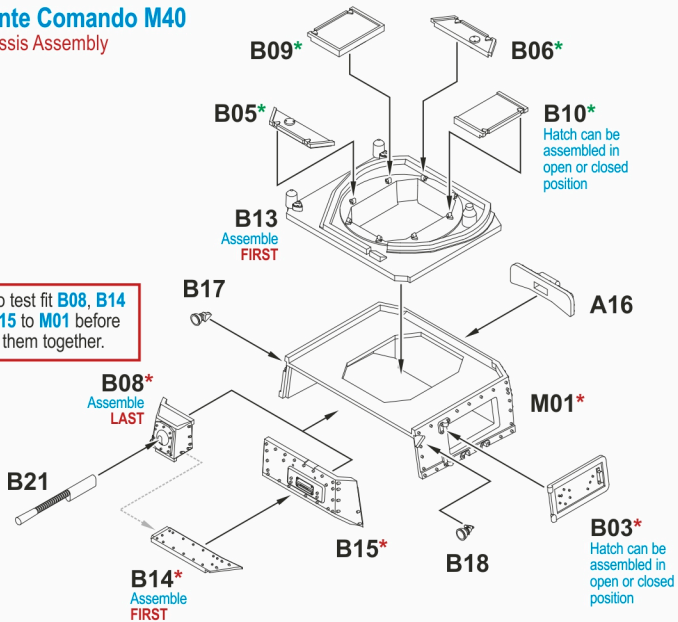 nte Comando M40
ssis Assembly
B09*
B06*
B05*
B10*
Hatch can be
assembled in
open or closed
position
B13
Assemble
FIRST
B17
A16
o test fit B08, B14
15 to M01 before
them together.
B08*
Assemble
LAST
M01*
B21
B15*
B18
B03*
Hatch can be
assembled in
open or closed
position
B14*
Assemble
FIRST